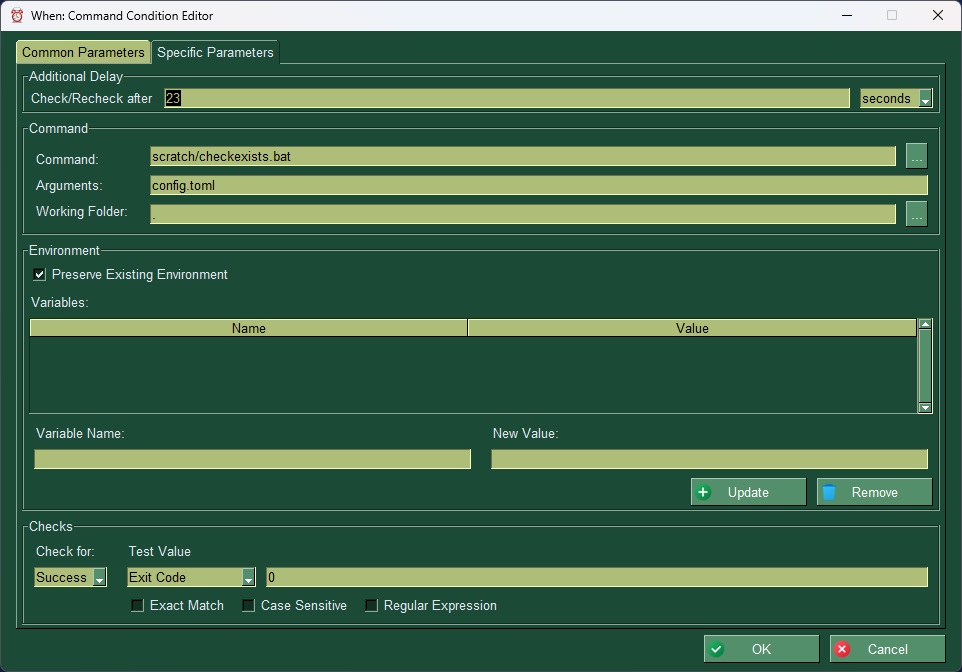 When: Command Condition Editor
Common Parameters Specific Parameters
Additional Delay
Check/Recheck after 23 seconds
Command
Command: scratch/checkexists.bat ...
Arguments: config.toml
Working Folder: . ...
Environment
Preserve Existing Environment
Variables:
Name Value
Variable Name: New Value:
Update Remove
Checks
Check for: Test Value
Success Exit Code 0
Exact Match Case Sensitive Regular Expression
OK Cancel